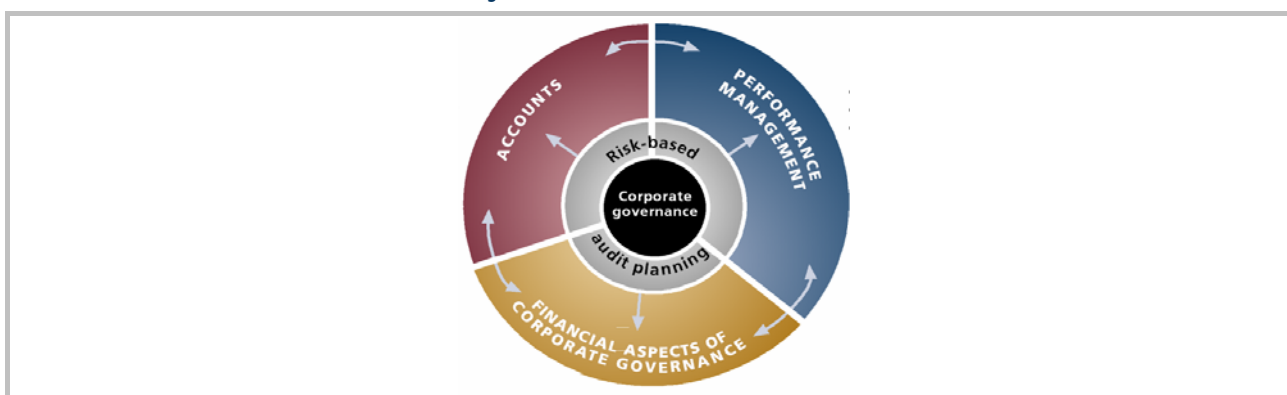 ACCOUNTS
PERFORMANCE
MANAGEMENT
Risk-based
Corporate
governance
audit planning
FINANCIAL ASPECTS OF
CORPORATE GOVERNANCE